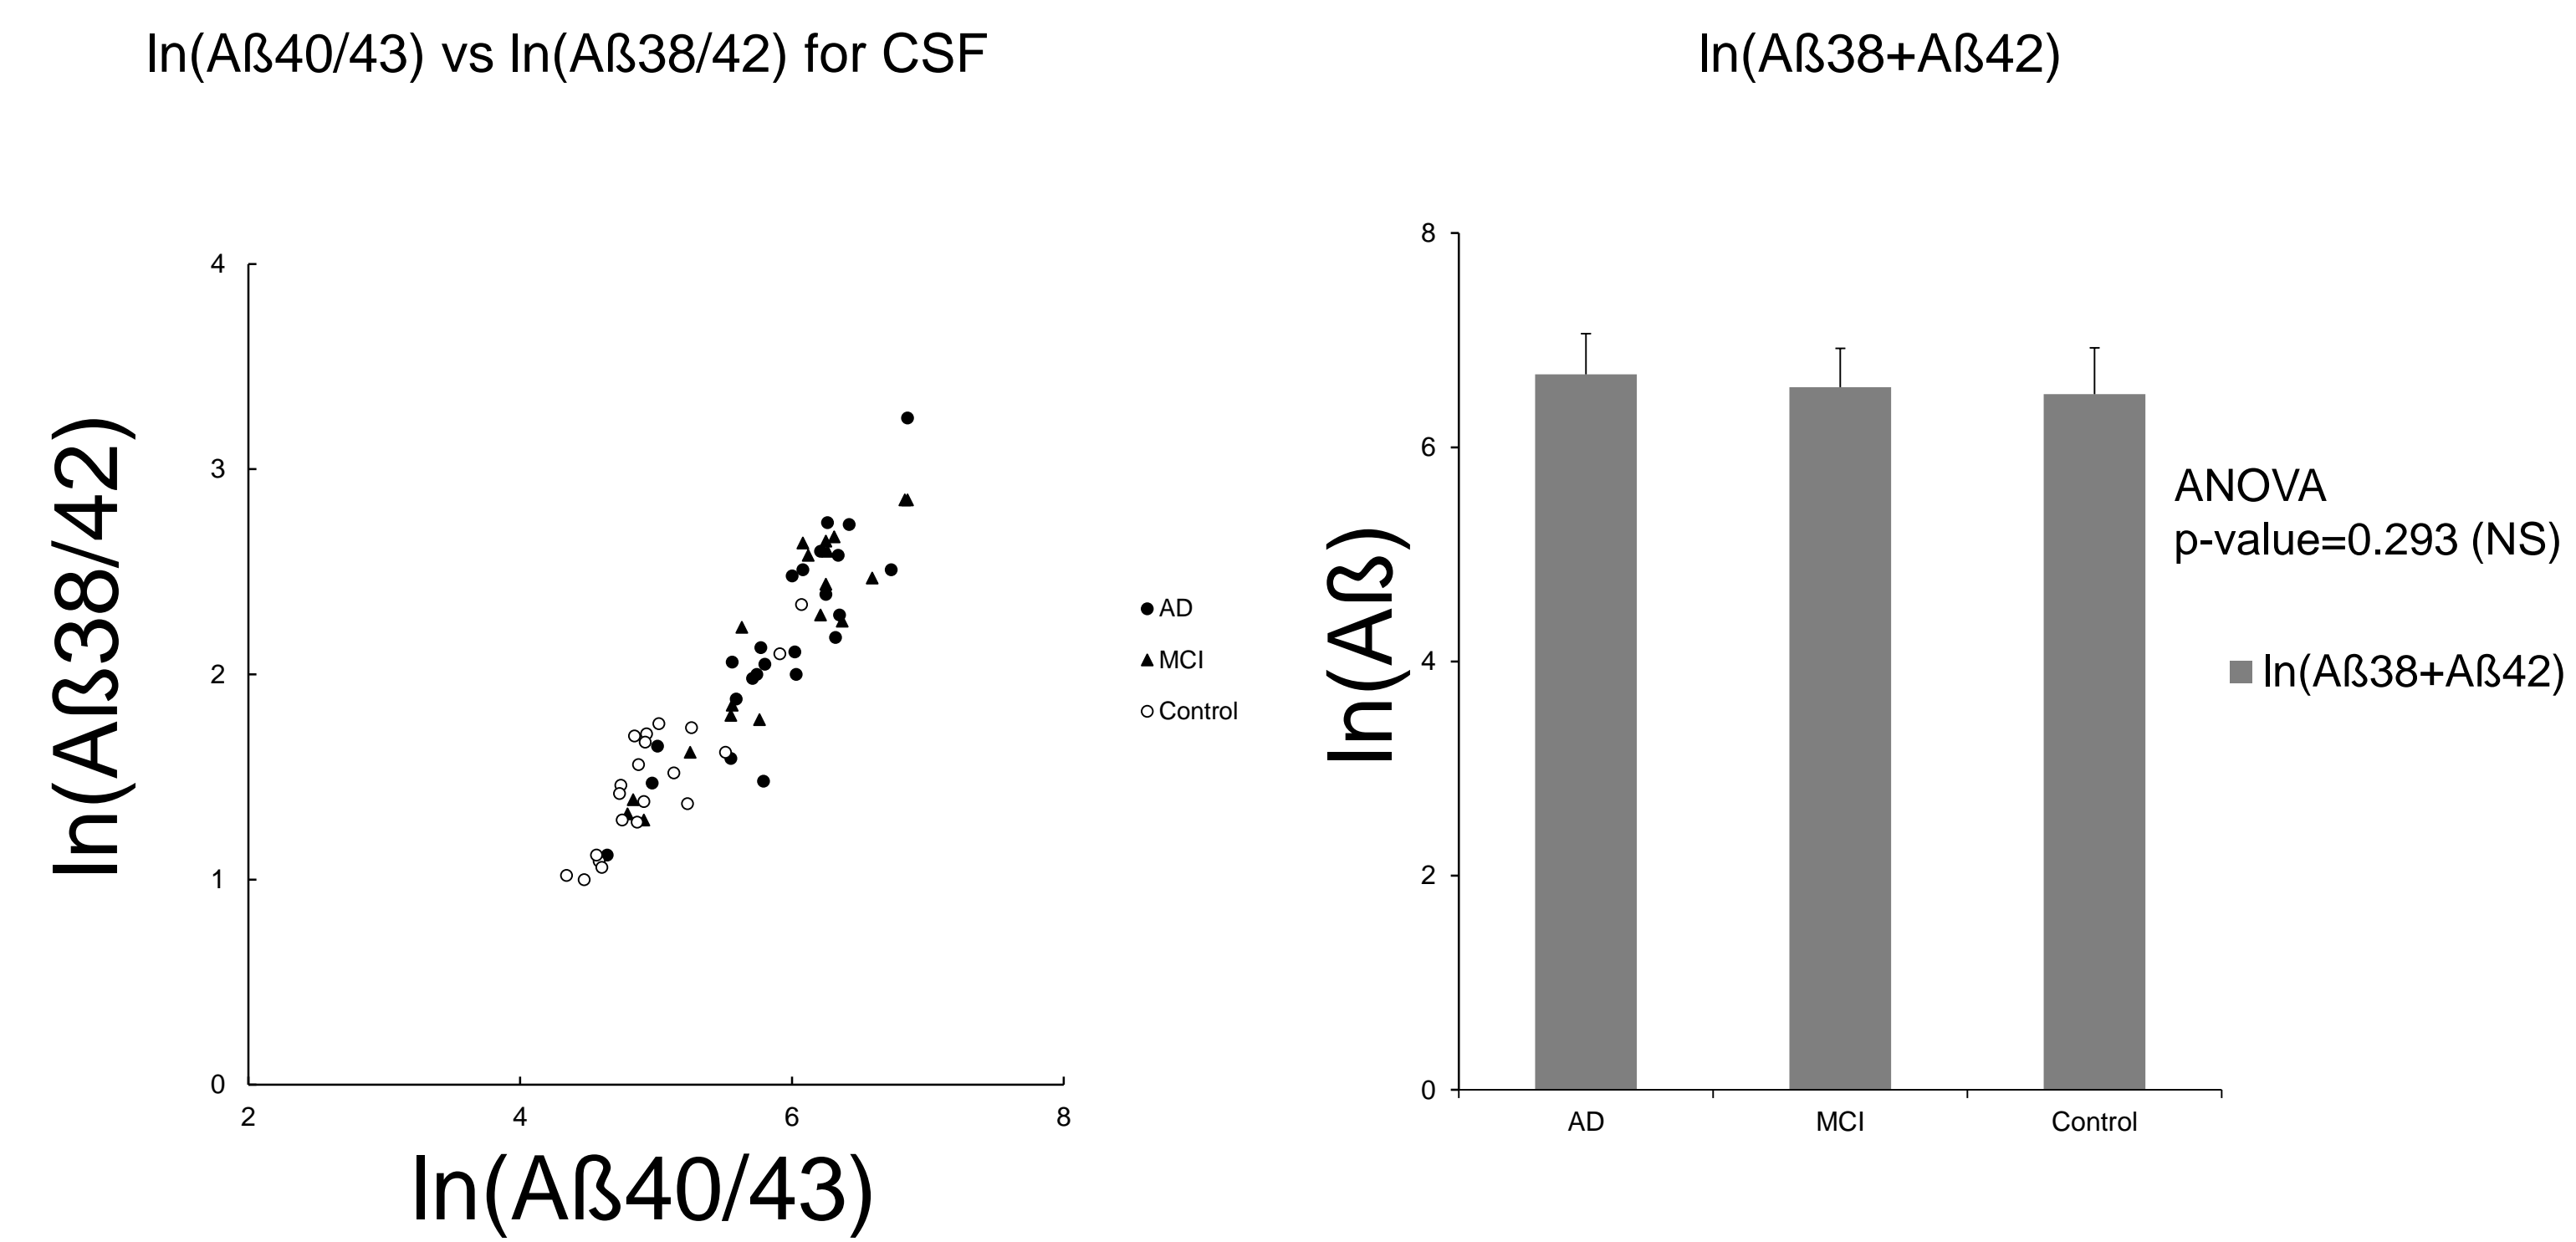 ln(Aß40/43) vs ln(Aß38/42) for CSF
4
3
2
1
0
2
4
6
8
ln(Aß38/42)
ln(Aß40/43)
AD
MCI
Control
ln(Aß38+Aß42)
8
6
4
2
0
AD
MCI
Control
ln(Aß)
ANOVA
p-value=0.293 (NS)
ln(Aß38+Aß42)